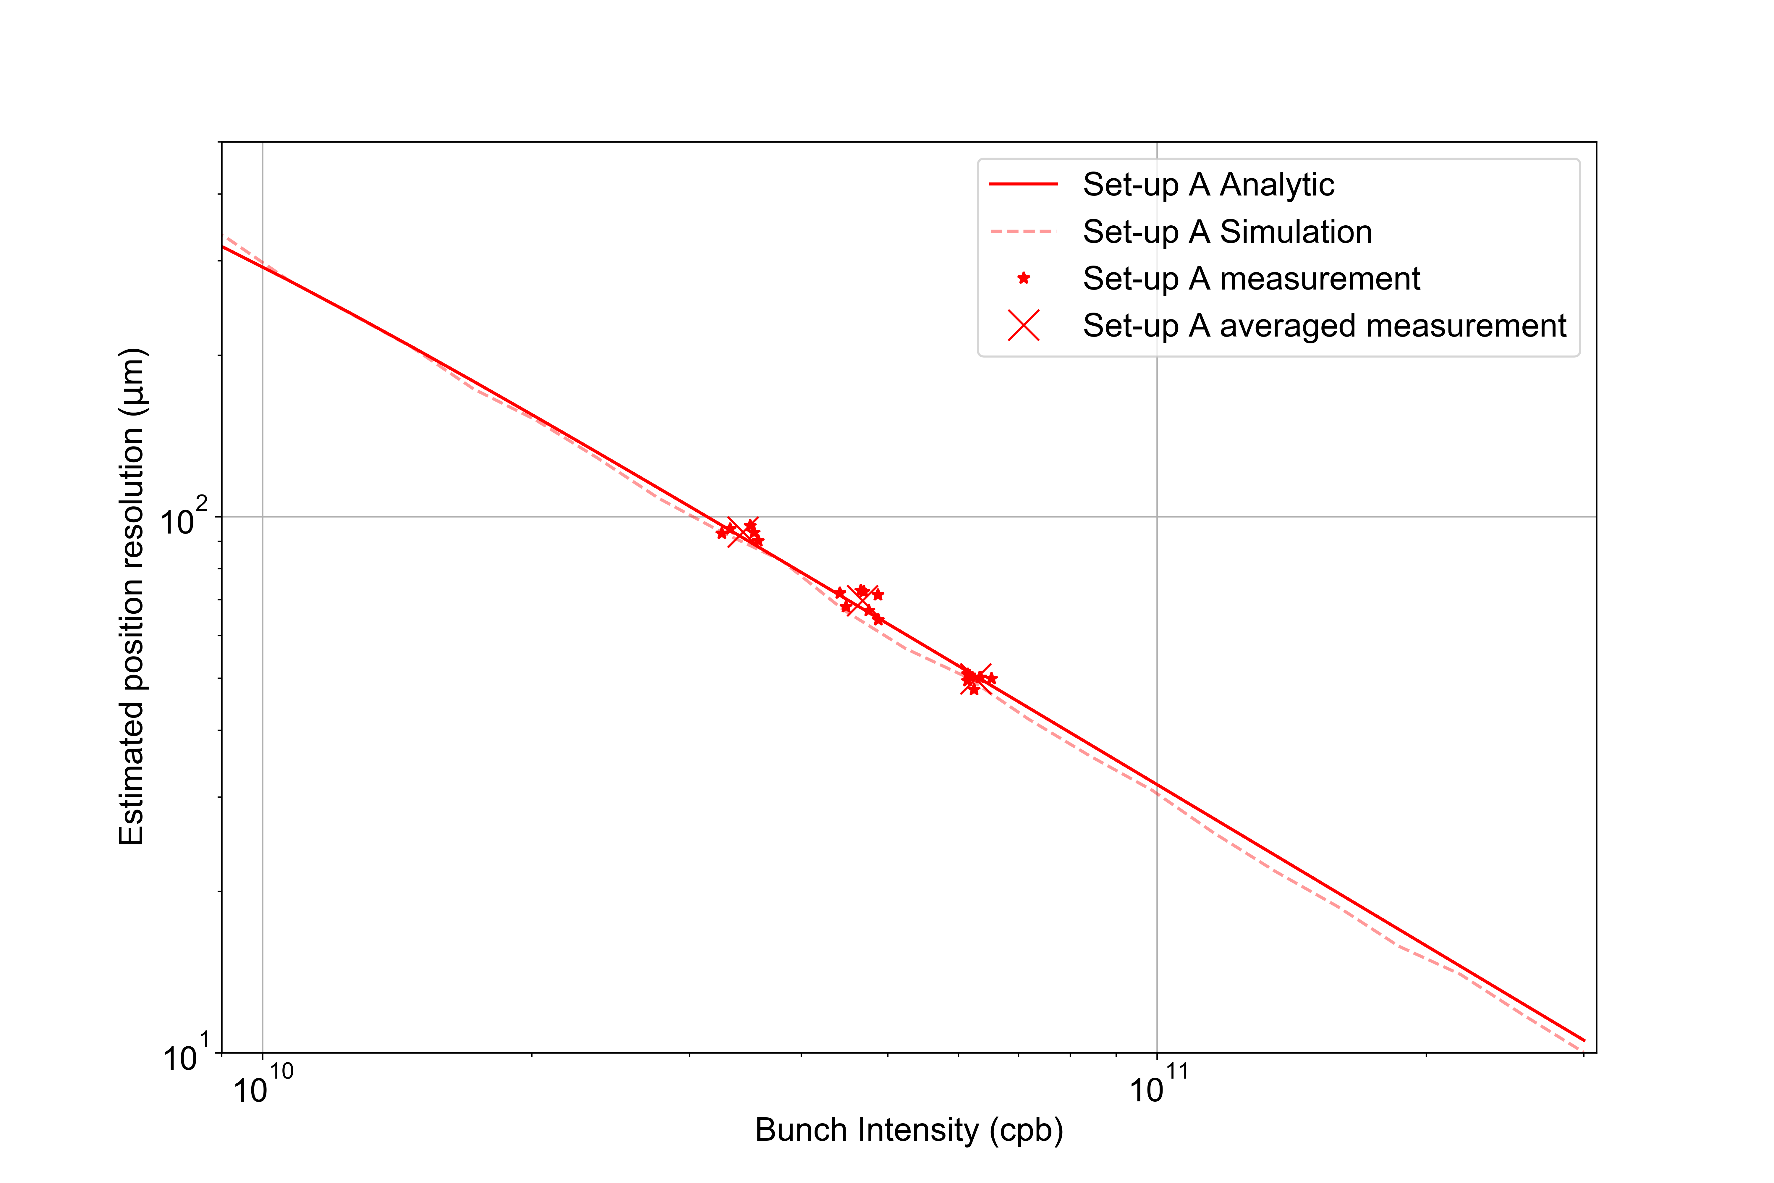 Set-up A Analytic
Set-up A Simulation
Set-up A measurement
Set-up A averaged measurement
Estimated position resolution (µm)
10²
10¹
10¹⁰
10¹¹
Bunch Intensity (cpb)